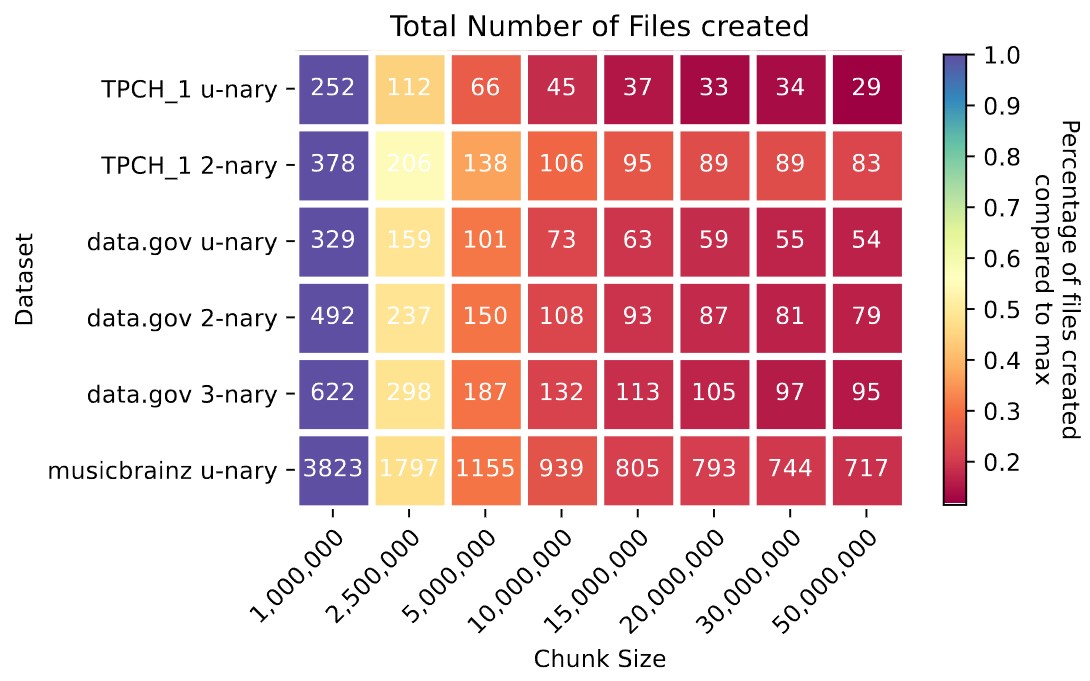 Total Number of Files created
TPCH_1 u-nary 252 112 66 45 37 33 34 29
TPCH_1 2-nary 378 206 138 106 95 89 89 83
data.gov u-nary 329 159 101 73 63 59 55 54
data.gov 2-nary 492 237 150 108 93 87 81 79
data.gov 3-nary 622 298 187 132 113 105 97 95
musicbrainz u-nary 3823 1797 1155 939 805 793 744 717
Dataset
1,000,000 2,500,000 5,000,000 10,000,000 15,000,000 20,000,000 30,000,000 50,000,000
Chunk Size
1.0
0.9
0.8
0.7
0.6
0.5
0.4
0.3
0.2
Percentage of files created
compared to max